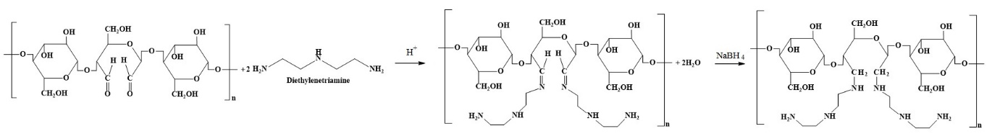 CH₂OH
OH OH
O OH O H H O OH
O O O O
CH₂OH O O CH₂OH
n
+2 H₂N
H
N
NH₂
Diethylenetriamine
H⁺
CH₂OH
OH OH
O OH O H H O OH
O O O O
CH₂OH N N CH₂OH
H₂N NH NH NH₂
n
+ 2H₂O
NaBH₄
CH₂OH
OH OH
O OH O O OH
O O CH₂ CH₂ O O
CH₂OH NH NH CH₂OH
H₂N NH NH NH₂
n